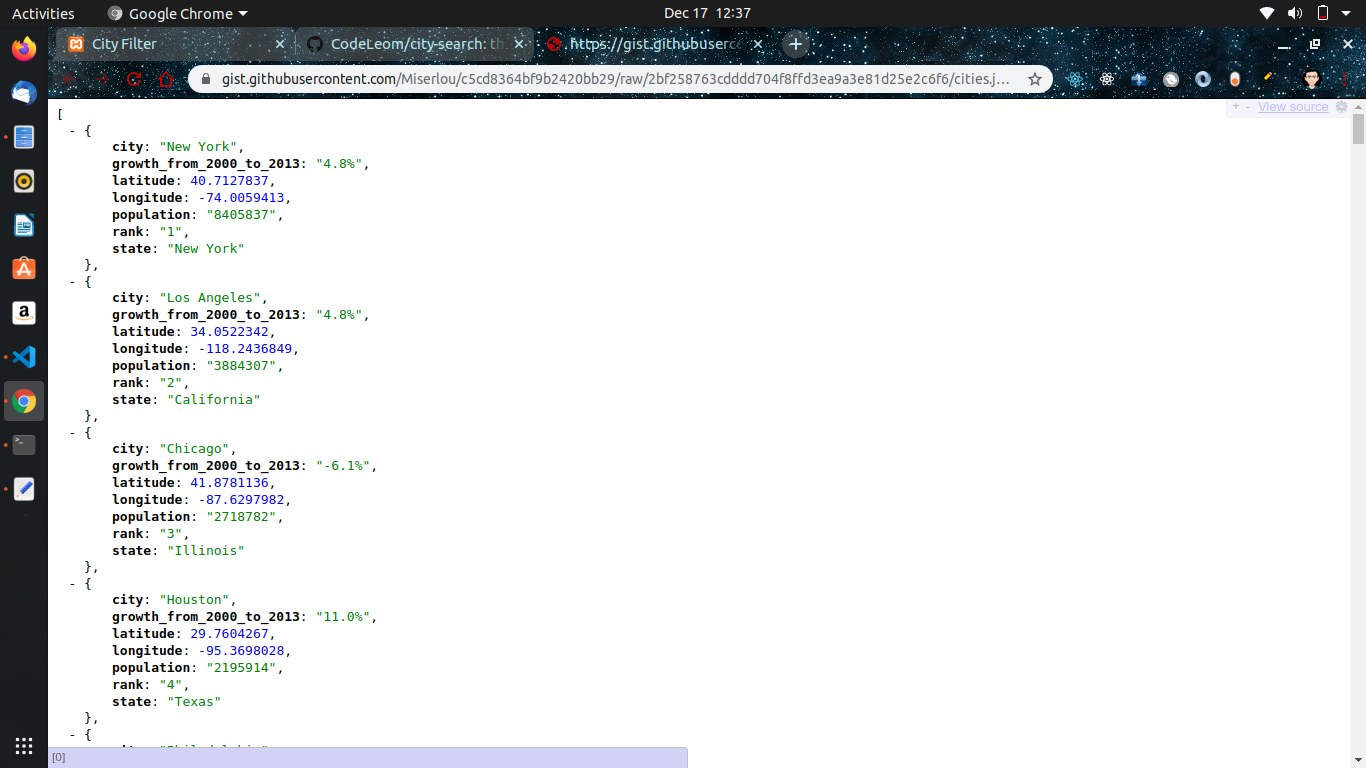 Activities
Google Chrome
Dec 17 12:37
City Filter
CodeLeom/city-search: th
https://gist.githubuserco
gist.githubusercontent.com/Miserlou/c5cd8364bf9b2420bb29/raw/2bf258763cdddd704f8ffd3ea9a3e81d25e2c6f6/cities.j...
+ - View source
[
- {
city: "New York",
growth_from_2000_to_2013: "4.8%",
latitude: 40.7127837,
longitude: -74.0059413,
population: "8405837",
rank: "1",
state: "New York"
},
- {
city: "Los Angeles",
growth_from_2000_to_2013: "4.8%",
latitude: 34.0522342,
longitude: -118.2436849,
population: "3884307",
rank: "2",
state: "California"
},
- {
city: "Chicago",
growth_from_2000_to_2013: "-6.1%",
latitude: 41.8781136,
longitude: -87.6297982,
population: "2718782",
rank: "3",
state: "Illinois"
},
- {
city: "Houston",
growth_from_2000_to_2013: "11.0%",
latitude: 29.7604267,
longitude: -95.3698028,
population: "2195914",
rank: "4",
state: "Texas"
},
- {
[0]